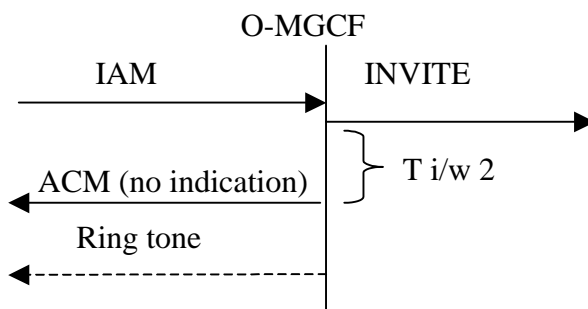 O-MGCF
IAM
INVITE
T i/w 2
ACM (no indication)
Ring tone